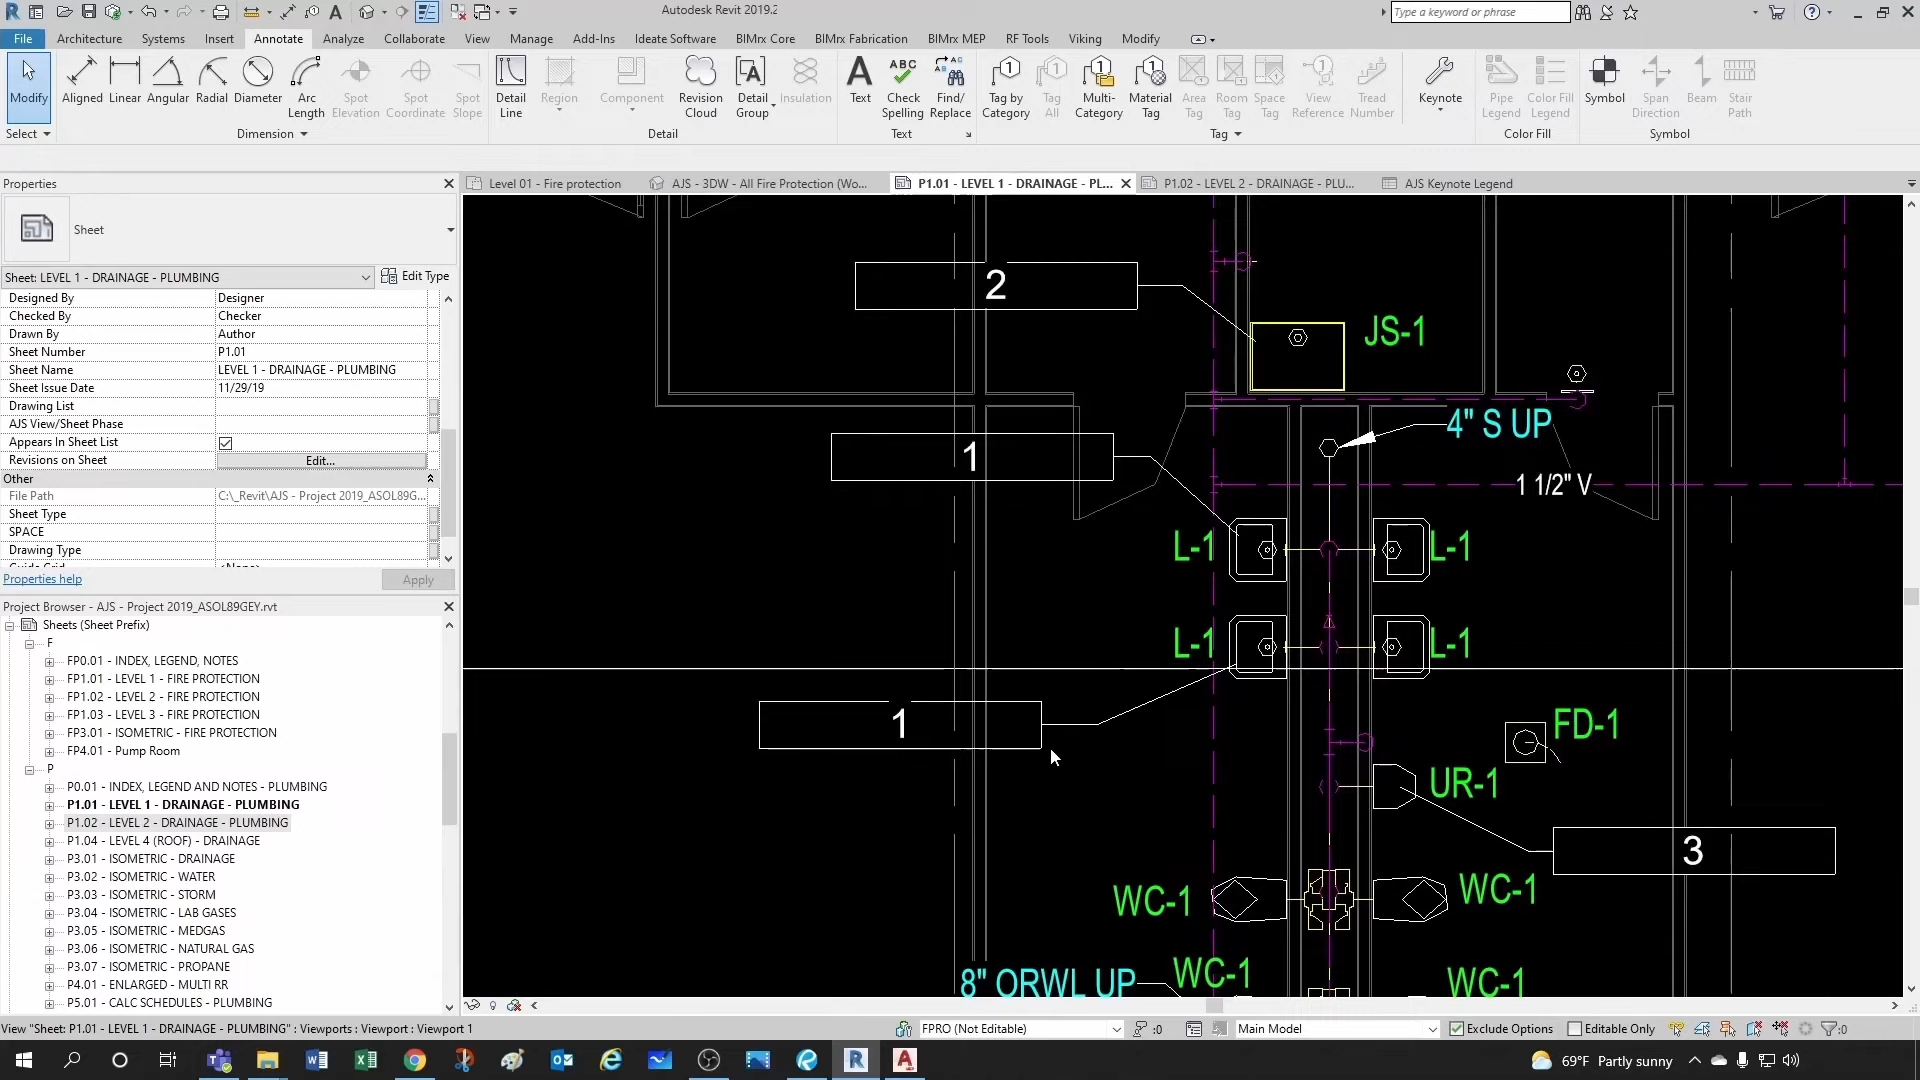 Autodesk Revit 2019.2
Type a keyword or phrase
File Architecture Systems Insert Annotate Analyze Collaborate View Manage Add-Ins Ideate Software BIMrx Core BIMrx Fabrication BIMrx MEP RF Tools Viking Modify
Modify Aligned Linear Angular Radial Diameter Arc Length Spot Elevation Spot Coordinate Spot Slope Detail Line Region Component Revision Cloud Detail Group Insulation Text Check Spelling Find/ Replace Tag by Category Tag All Multi- Category Material Tag Area Tag Room Tag Space Tag View Reference Tread Number Keynote Pipe Legend Color Fill Legend Symbol Span Direction Beam Stair Path
Select Dimension Detail Text Tag Color Fill Symbol
Properties
Level 01 - Fire protection AJS - 3DW - All Fire Protection (Wo... P1.01 - LEVEL 1 - DRAINAGE - PL... P1.02 - LEVEL 2 - DRAINAGE - PLU... AJS Keynote Legend
Sheet
Sheet: LEVEL 1 - DRAINAGE - PLUMBING Edit Type
Designed By Designer
Checked By Checker
Drawn By Author
Sheet Number P1.01
Sheet Name LEVEL 1 - DRAINAGE - PLUMBING
Sheet Issue Date 11/29/19
Drawing List
AJS View/Sheet Phase
Appears In Sheet List
Revisions on Sheet Edit...
Other
File Path C:\_Revit\AJS - Project 2019_ASOL89G...
Sheet Type
SPACE
Drawing Type
Properties help Apply
Project Browser - AJS - Project 2019_ASOL89GEY.rvt
Sheets (Sheet Prefix)
F
FP0.01 - INDEX, LEGEND, NOTES
FP1.01 - LEVEL 1 - FIRE PROTECTION
FP1.02 - LEVEL 2 - FIRE PROTECTION
FP1.03 - LEVEL 3 - FIRE PROTECTION
FP3.01 - ISOMETRIC - FIRE PROTECTION
FP4.01 - Pump Room
P
P0.01 - INDEX, LEGEND AND NOTES - PLUMBING
P1.01 - LEVEL 1 - DRAINAGE - PLUMBING
P1.02 - LEVEL 2 - DRAINAGE - PLUMBING
P1.04 - LEVEL 4 (ROOF) - DRAINAGE
P3.01 - ISOMETRIC - DRAINAGE
P3.02 - ISOMETRIC - WATER
P3.03 - ISOMETRIC - STORM
P3.04 - ISOMETRIC - LAB GASES
P3.05 - ISOMETRIC - MEDGAS
P3.06 - ISOMETRIC - NATURAL GAS
P3.07 - ISOMETRIC - PROPANE
P4.01 - ENLARGED - MULTI RR
P5.01 - CALC SCHEDULES - PLUMBING
2
JS-1
4" S UP
1
1 1/2" V
L-1 L-1
L-1 L-1
1
FD-1
UR-1
3
WC-1 WC-1
8" ORWL UP WC-1 WC-1
View "Sheet: P1.01 - LEVEL 1 - DRAINAGE - PLUMBING" : Viewports : Viewport : Viewport 1
FPRO (Not Editable) :0 Main Model Exclude Options Editable Only :0
69°F Partly sunny